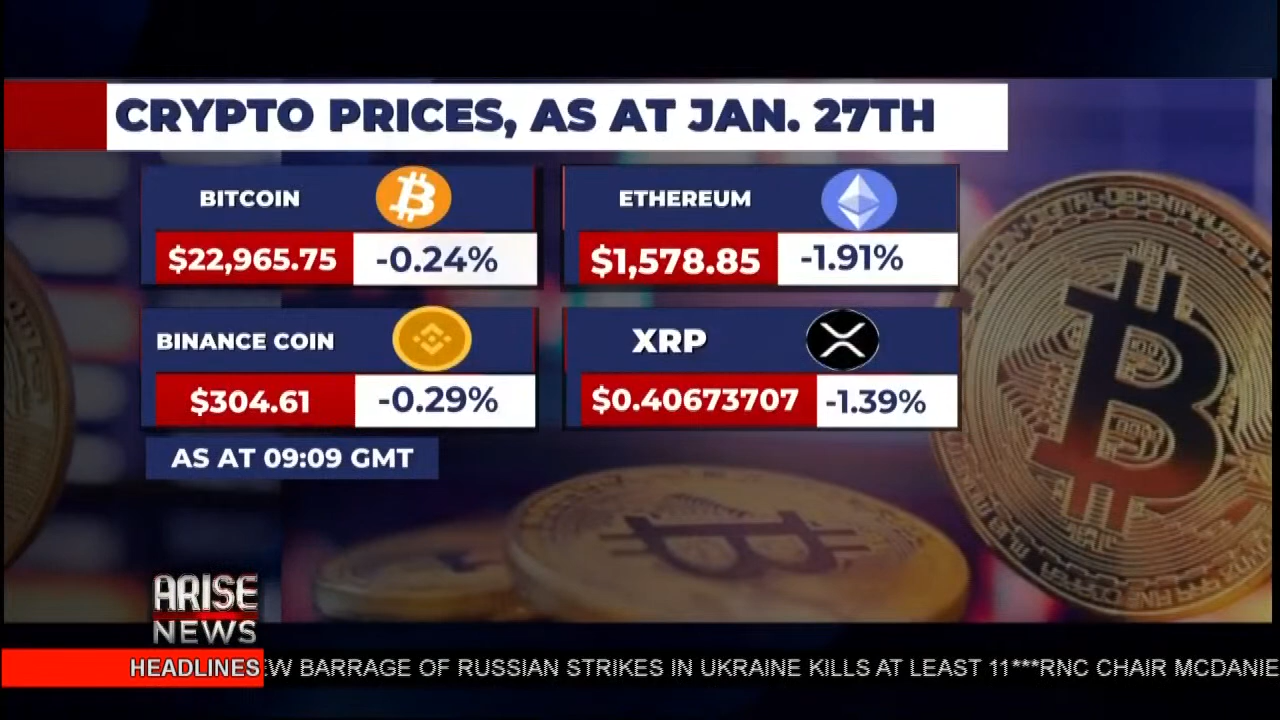 CRYPTO PRICES, AS AT JAN. 27TH
BITCOIN
$22,965.75 -0.24%
ETHEREUM
$1,578.85 -1.91%
BINANCE COIN
$304.61 -0.29%
XRP
$0.40673707 -1.39%
AS AT 09:09 GMT
ARISE
NEWS
HEADLINES
EW BARRAGE OF RUSSIAN STRIKES IN UKRAINE KILLS AT LEAST 11***RNC CHAIR MCDANIE